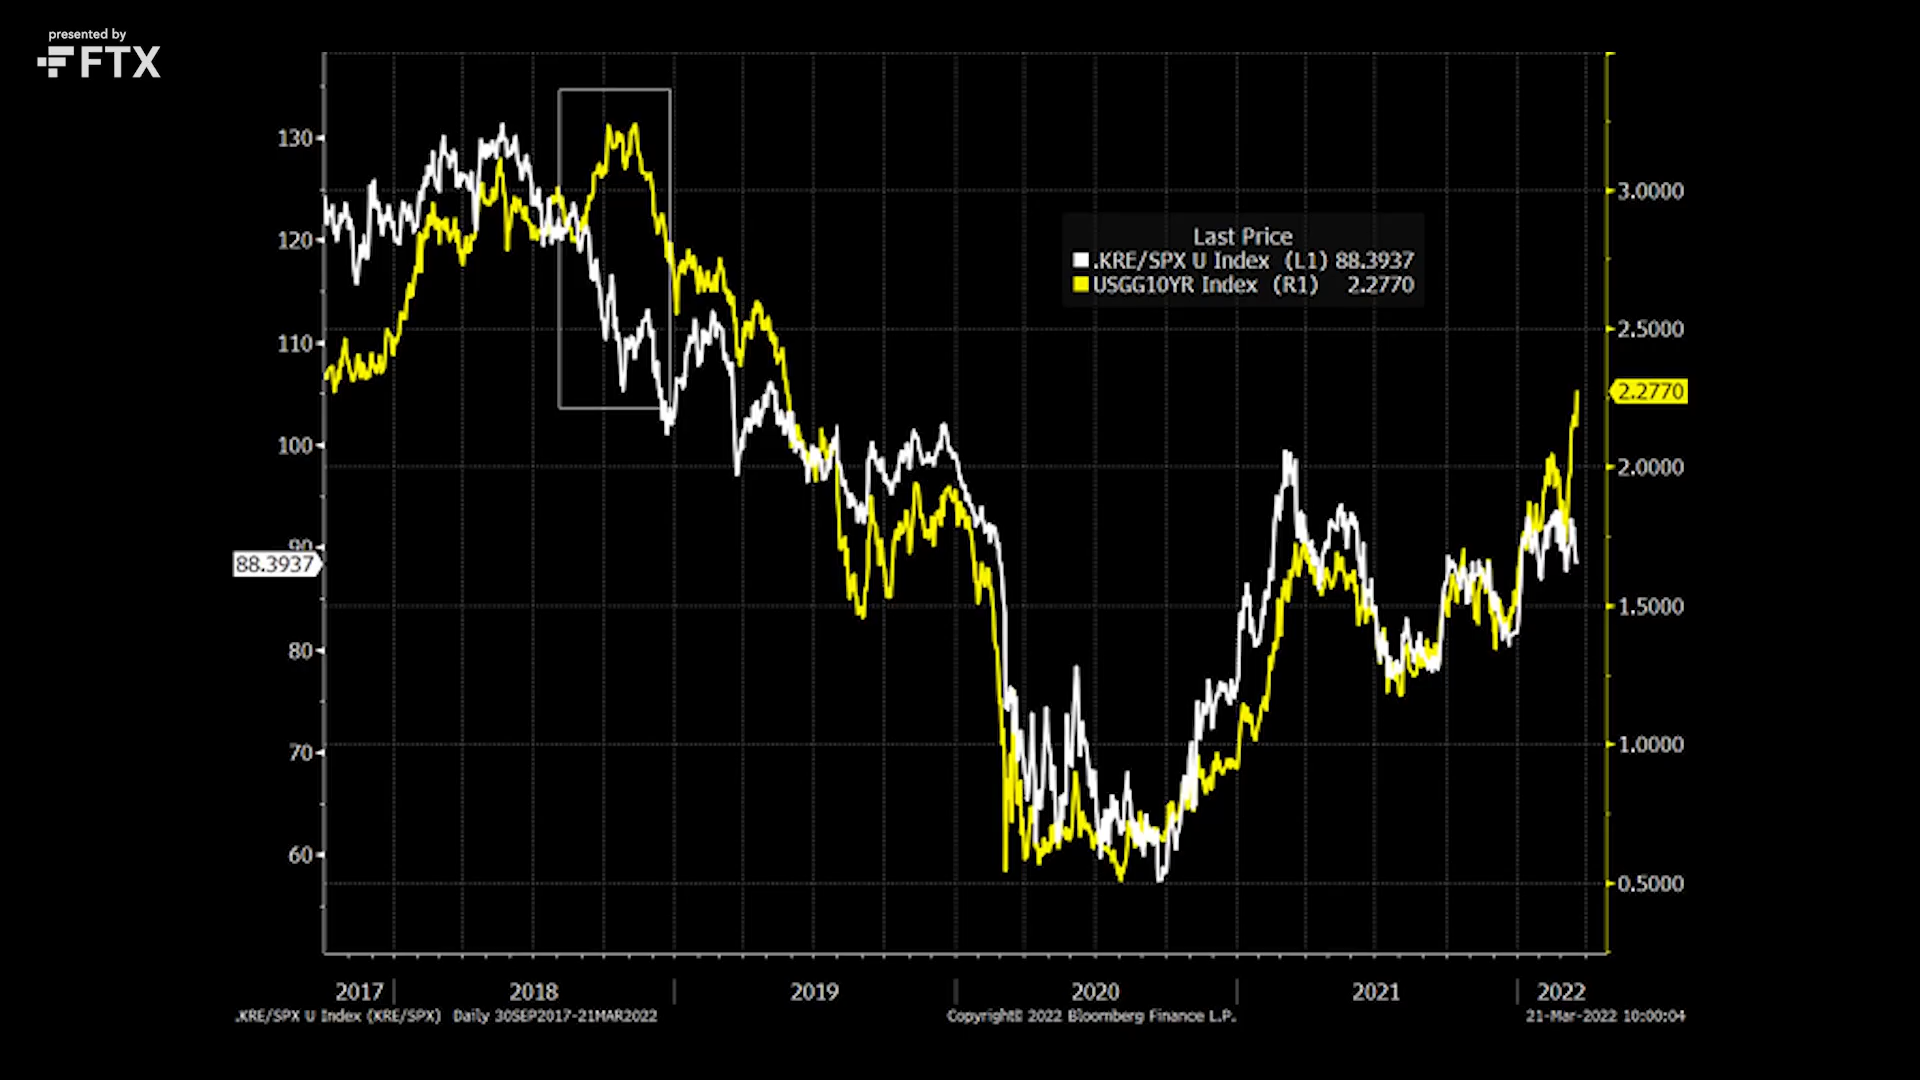 presented by
FTX
130
120
110
100
90
88.3937
80
70
60
3.0000
2.5000
2.2770
2.0000
1.5000
1.0000
0.5000
Last Price
.KRE/SPX U Index (L1) 88.3937
USGG10YR Index (R1) 2.2770
2017 2018 2019 2020 2021 2022
.KRE/SPX U Index (KRE/SPX) Daily 30SEP2017-21MAR2022 Copyright© 2022 Bloomberg Finance L.P. 21-Mar-2022 10:00:04